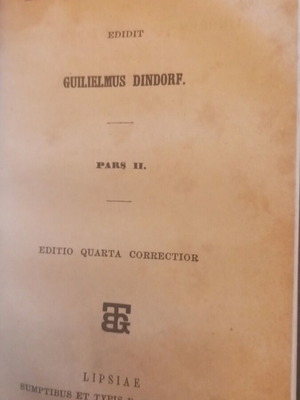 EDIDIT
GUILIELMUS DINDORF.
PARS II.
EDITIO QUARTA CORRECTIOR
LIPSIAE
SUMPTIBUS ET TYPIS